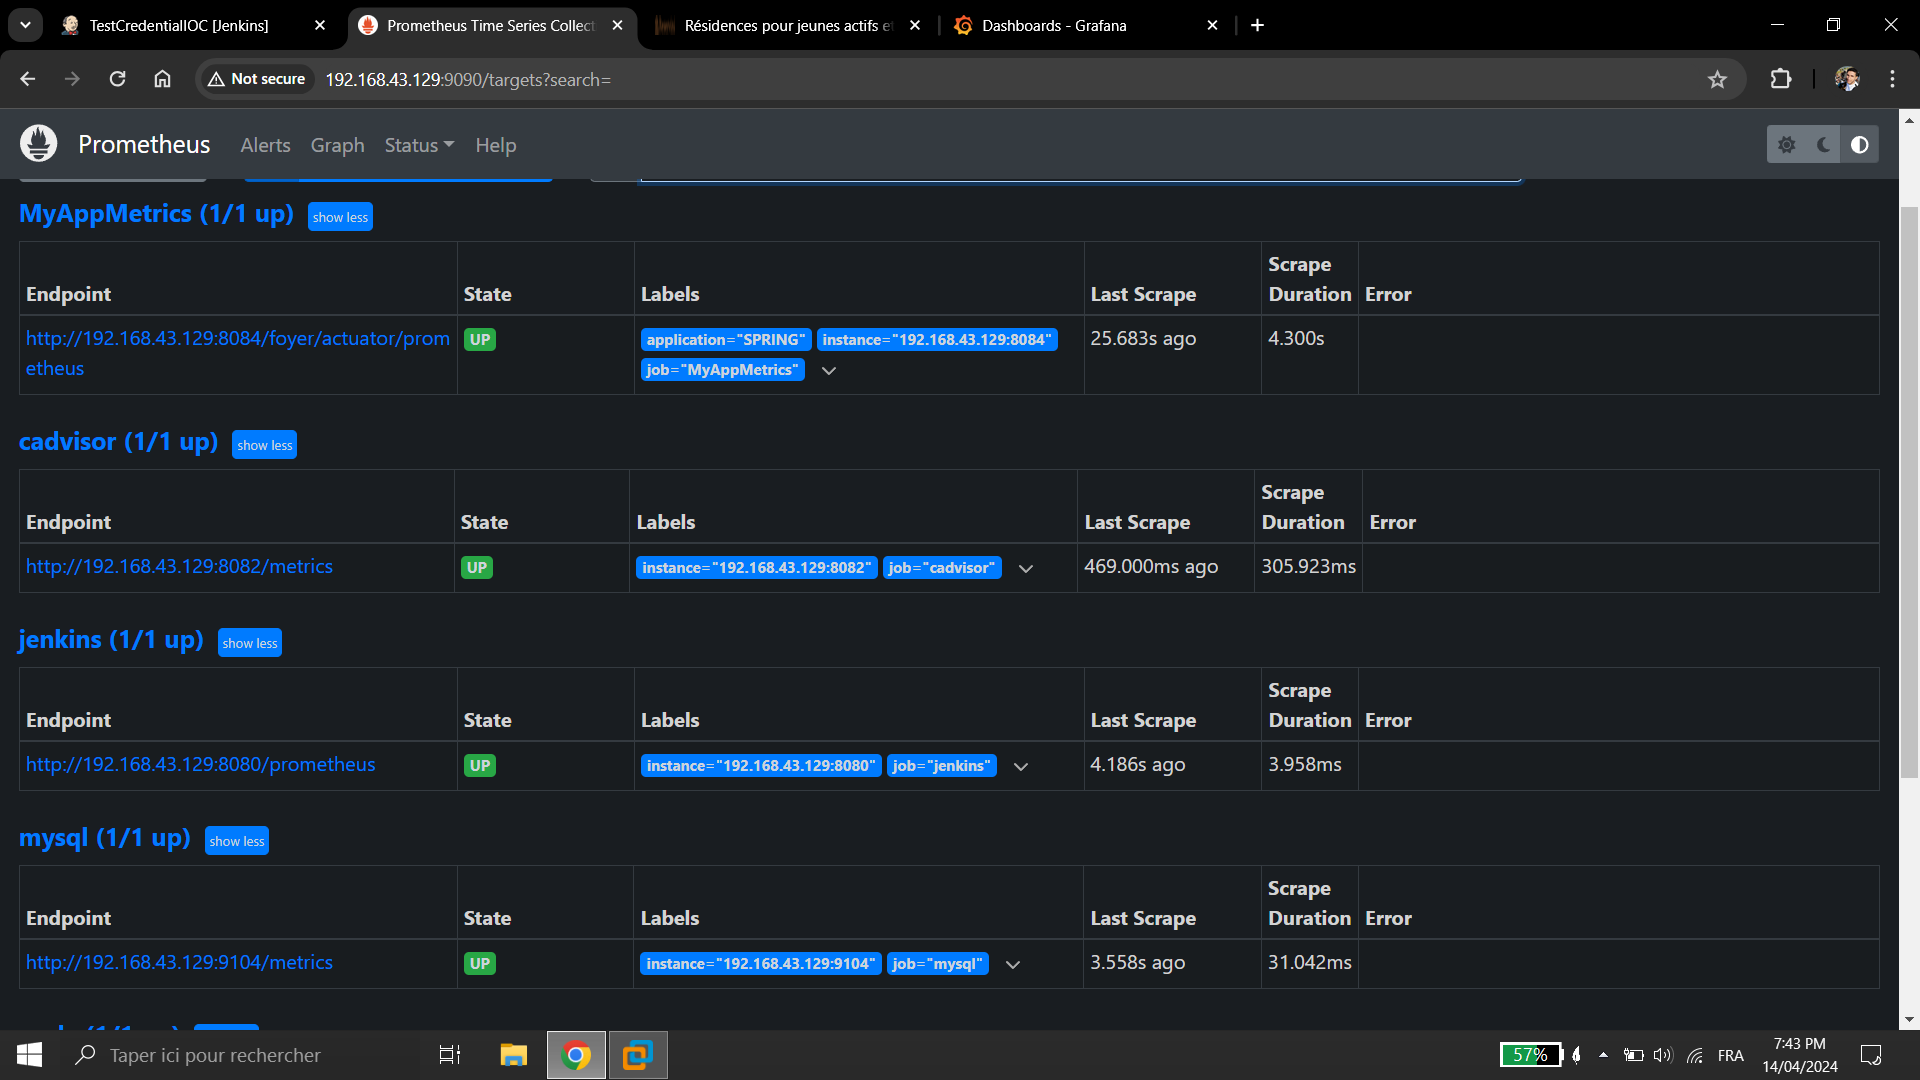 TestCredentialIOC [Jenkins]
Prometheus Time Series Collect
Résidences pour jeunes actifs et
Dashboards - Grafana
Not secure
192.168.43.129:9090/targets?search=
Prometheus
Alerts
Graph
Status
Help
MyAppMetrics (1/1 up)
show less
Endpoint
State
Labels
Last Scrape
Scrape
Duration
Error
http://192.168.43.129:8084/foyer/actuator/prom
etheus
UP
application="SPRING"
instance="192.168.43.129:8084"
job="MyAppMetrics"
25.683s ago
4.300s
cadvisor (1/1 up)
show less
Endpoint
State
Labels
Last Scrape
Scrape
Duration
Error
http://192.168.43.129:8082/metrics
UP
instance="192.168.43.129:8082"
job="cadvisor"
469.000ms ago
305.923ms
jenkins (1/1 up)
show less
Endpoint
State
Labels
Last Scrape
Scrape
Duration
Error
http://192.168.43.129:8080/prometheus
UP
instance="192.168.43.129:8080"
job="jenkins"
4.186s ago
3.958ms
mysql (1/1 up)
show less
Endpoint
State
Labels
Last Scrape
Scrape
Duration
Error
http://192.168.43.129:9104/metrics
UP
instance="192.168.43.129:9104"
job="mysql"
3.558s ago
31.042ms
Taper ici pour rechercher
57%
FRA
7:43 PM
14/04/2024